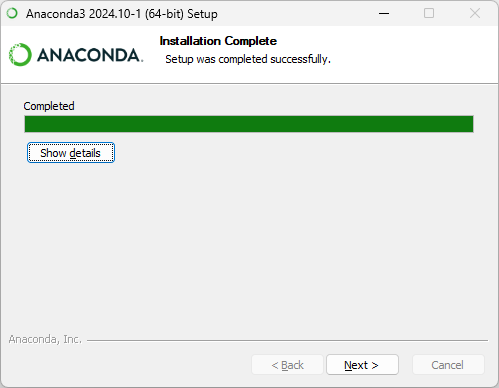 Anaconda3 2024.10-1 (64-bit) Setup
ANACONDA.
Installation Complete
Setup was completed successfully.
Completed
Show details
Anaconda, Inc.
< Back
Next >
Cancel